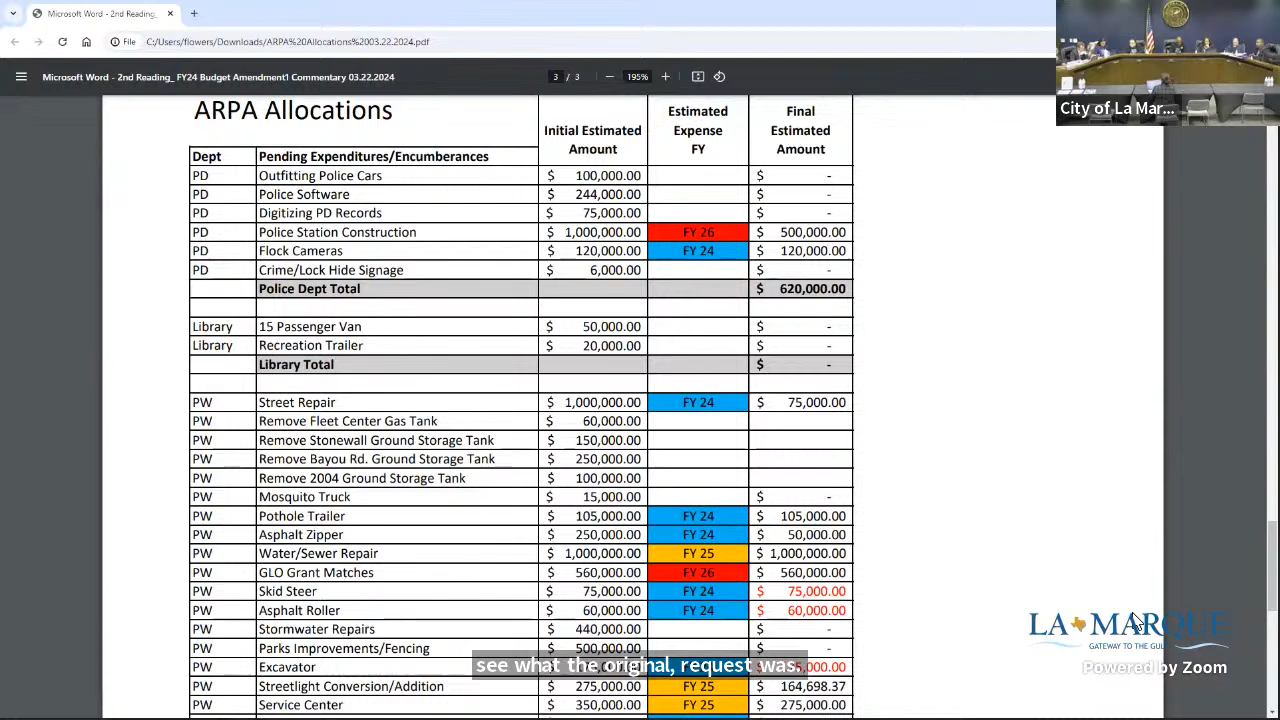 Microsoft Word - 2nd Reading_
File C:/Users/flowers/Downloads/ARPA%20Allocations%2003.22.2024.pdf
Microsoft Word - 2nd Reading_ FY24 Budget Amendment1 Commentary 03.22.2024 3 / 3 195%
City of La Mar...
ARPA Allocations
Dept Pending Expenditures/Encumberances Initial Estimated Amount Estimated Expense FY Final Estimated Amount
PD Outfitting Police Cars $ 100,000.00 $ -
PD Police Software $ 244,000.00 $ -
PD Digitizing PD Records $ 75,000.00 $ -
PD Police Station Construction $ 1,000,000.00 FY 26 $ 500,000.00
PD Flock Cameras $ 120,000.00 FY 24 $ 120,000.00
PD Crime/Lock Hide Signage $ 6,000.00 $ -
Police Dept Total $ 620,000.00
Library 15 Passenger Van $ 50,000.00 $ -
Library Recreation Trailer $ 20,000.00 $ -
Library Total $ -
PW Street Repair $ 1,000,000.00 FY 24 $ 75,000.00
PW Remove Fleet Center Gas Tank $ 60,000.00
PW Remove Stonewall Ground Storage Tank $ 150,000.00
PW Remove Bayou Rd. Ground Storage Tank $ 250,000.00
PW Remove 2004 Ground Storage Tank $ 100,000.00
PW Mosquito Truck $ 15,000.00 $ -
PW Pothole Trailer $ 105,000.00 FY 24 $ 105,000.00
PW Asphalt Zipper $ 250,000.00 FY 24 $ 50,000.00
PW Water/Sewer Repair $ 1,000,000.00 FY 25 $ 1,000,000.00
PW GLO Grant Matches $ 560,000.00 FY 26 $ 560,000.00
PW Skid Steer $ 75,000.00 FY 24 $ 75,000.00
PW Asphalt Roller $ 60,000.00 FY 24 $ 60,000.00
PW Stormwater Repairs $ 440,000.00 $ -
PW Parks Improvements/Fencing $ 500,000.00 $ -
PW Excavator
see what the original, request was.
PW Streetlight Conversion/Addition $ 275,000.00 FY 25 $ 164,698.37
PW Service Center $ 350,000.00 FY 25 $ 275,000.00
LA MARQUE
GATEWAY TO THE GULF
Powered by Zoom